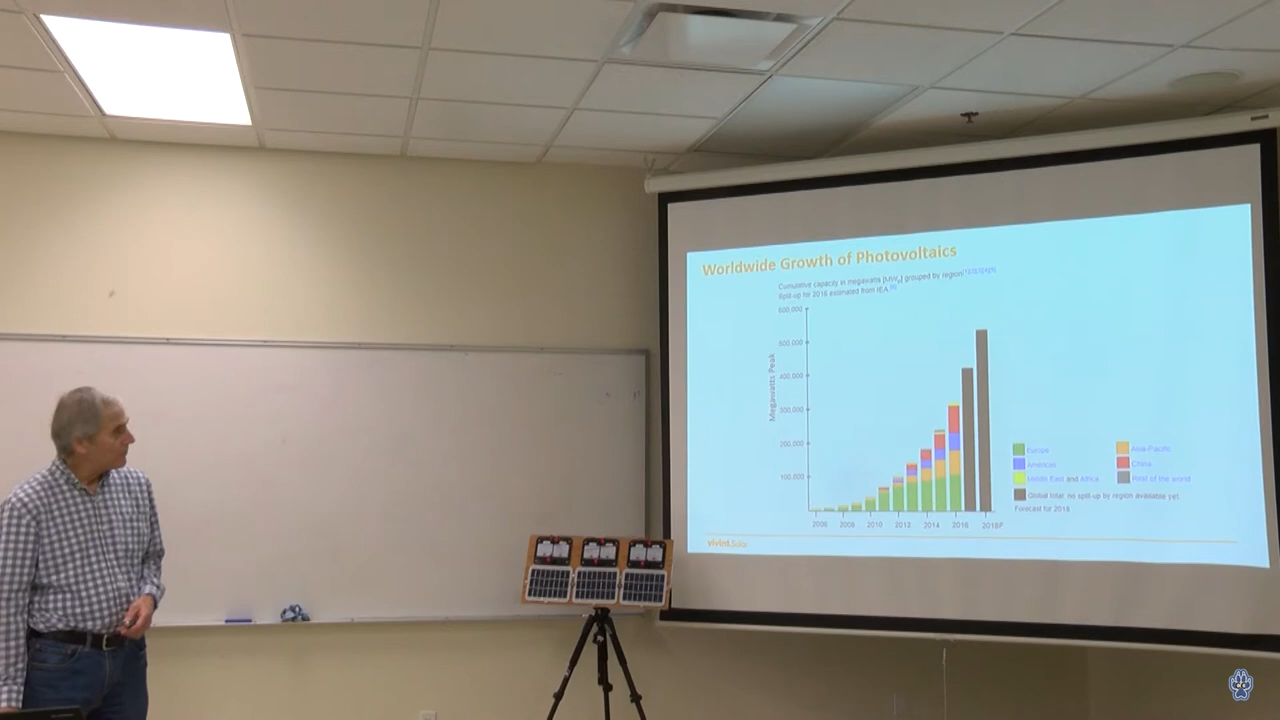 Worldwide Growth of Photovoltaics
Cumulative capacity in megawatts [MWp] grouped by region
Split-up for 2016 estimated from IEA.
600,000
500,000
400,000
300,000
200,000
100,000
Megawatts Peak
2006 2008 2010 2012 2014 2016 2018F
Europe Asia-Pacific
Americas China
Middle East and Africa Rest of the world
Global total, no split-up by region available yet.
Forecast for 2018
vivint.Solar